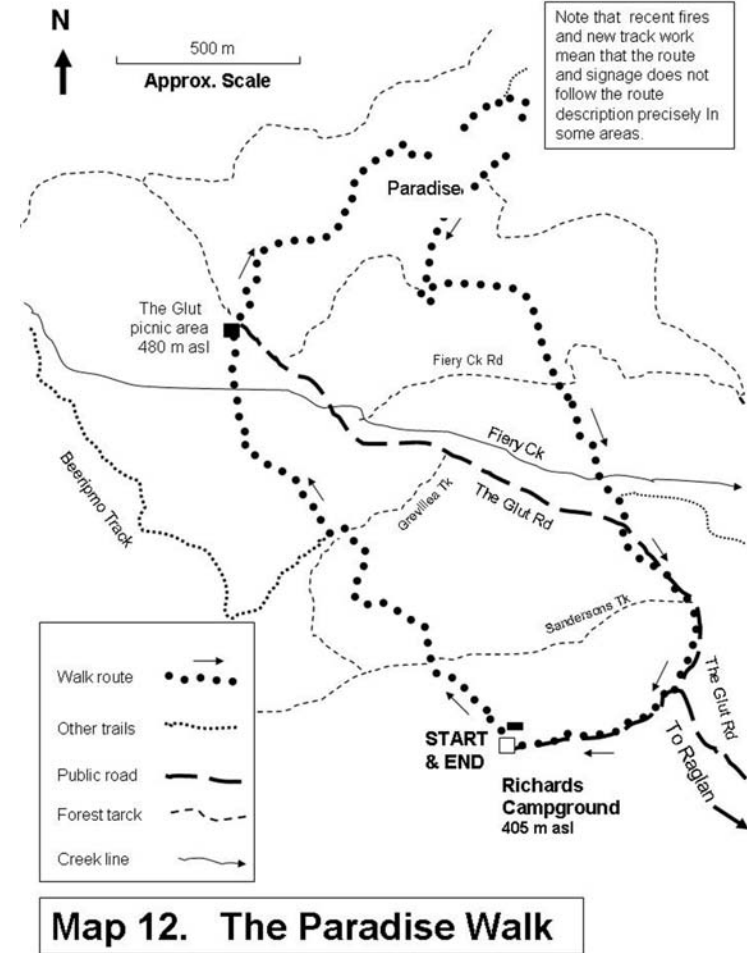 N
500 m
Approx. Scale
Note that recent fires
and new track work
mean that the route
and signage does not
follow the route
description precisely In
some areas.
Paradise
The Glut
picnic area
480 m asl
Fiery Ck Rd
Fiery Ck
Beeripmo Track
Grevillea Tk
The Glut Rd
Sandersons Tk
The Glut Rd
To Raglan
START
& END
Richards
Campground
405 m asl
Walk route
Other trails
Public road
Forest tarck
Creek line
Map 12. The Paradise Walk